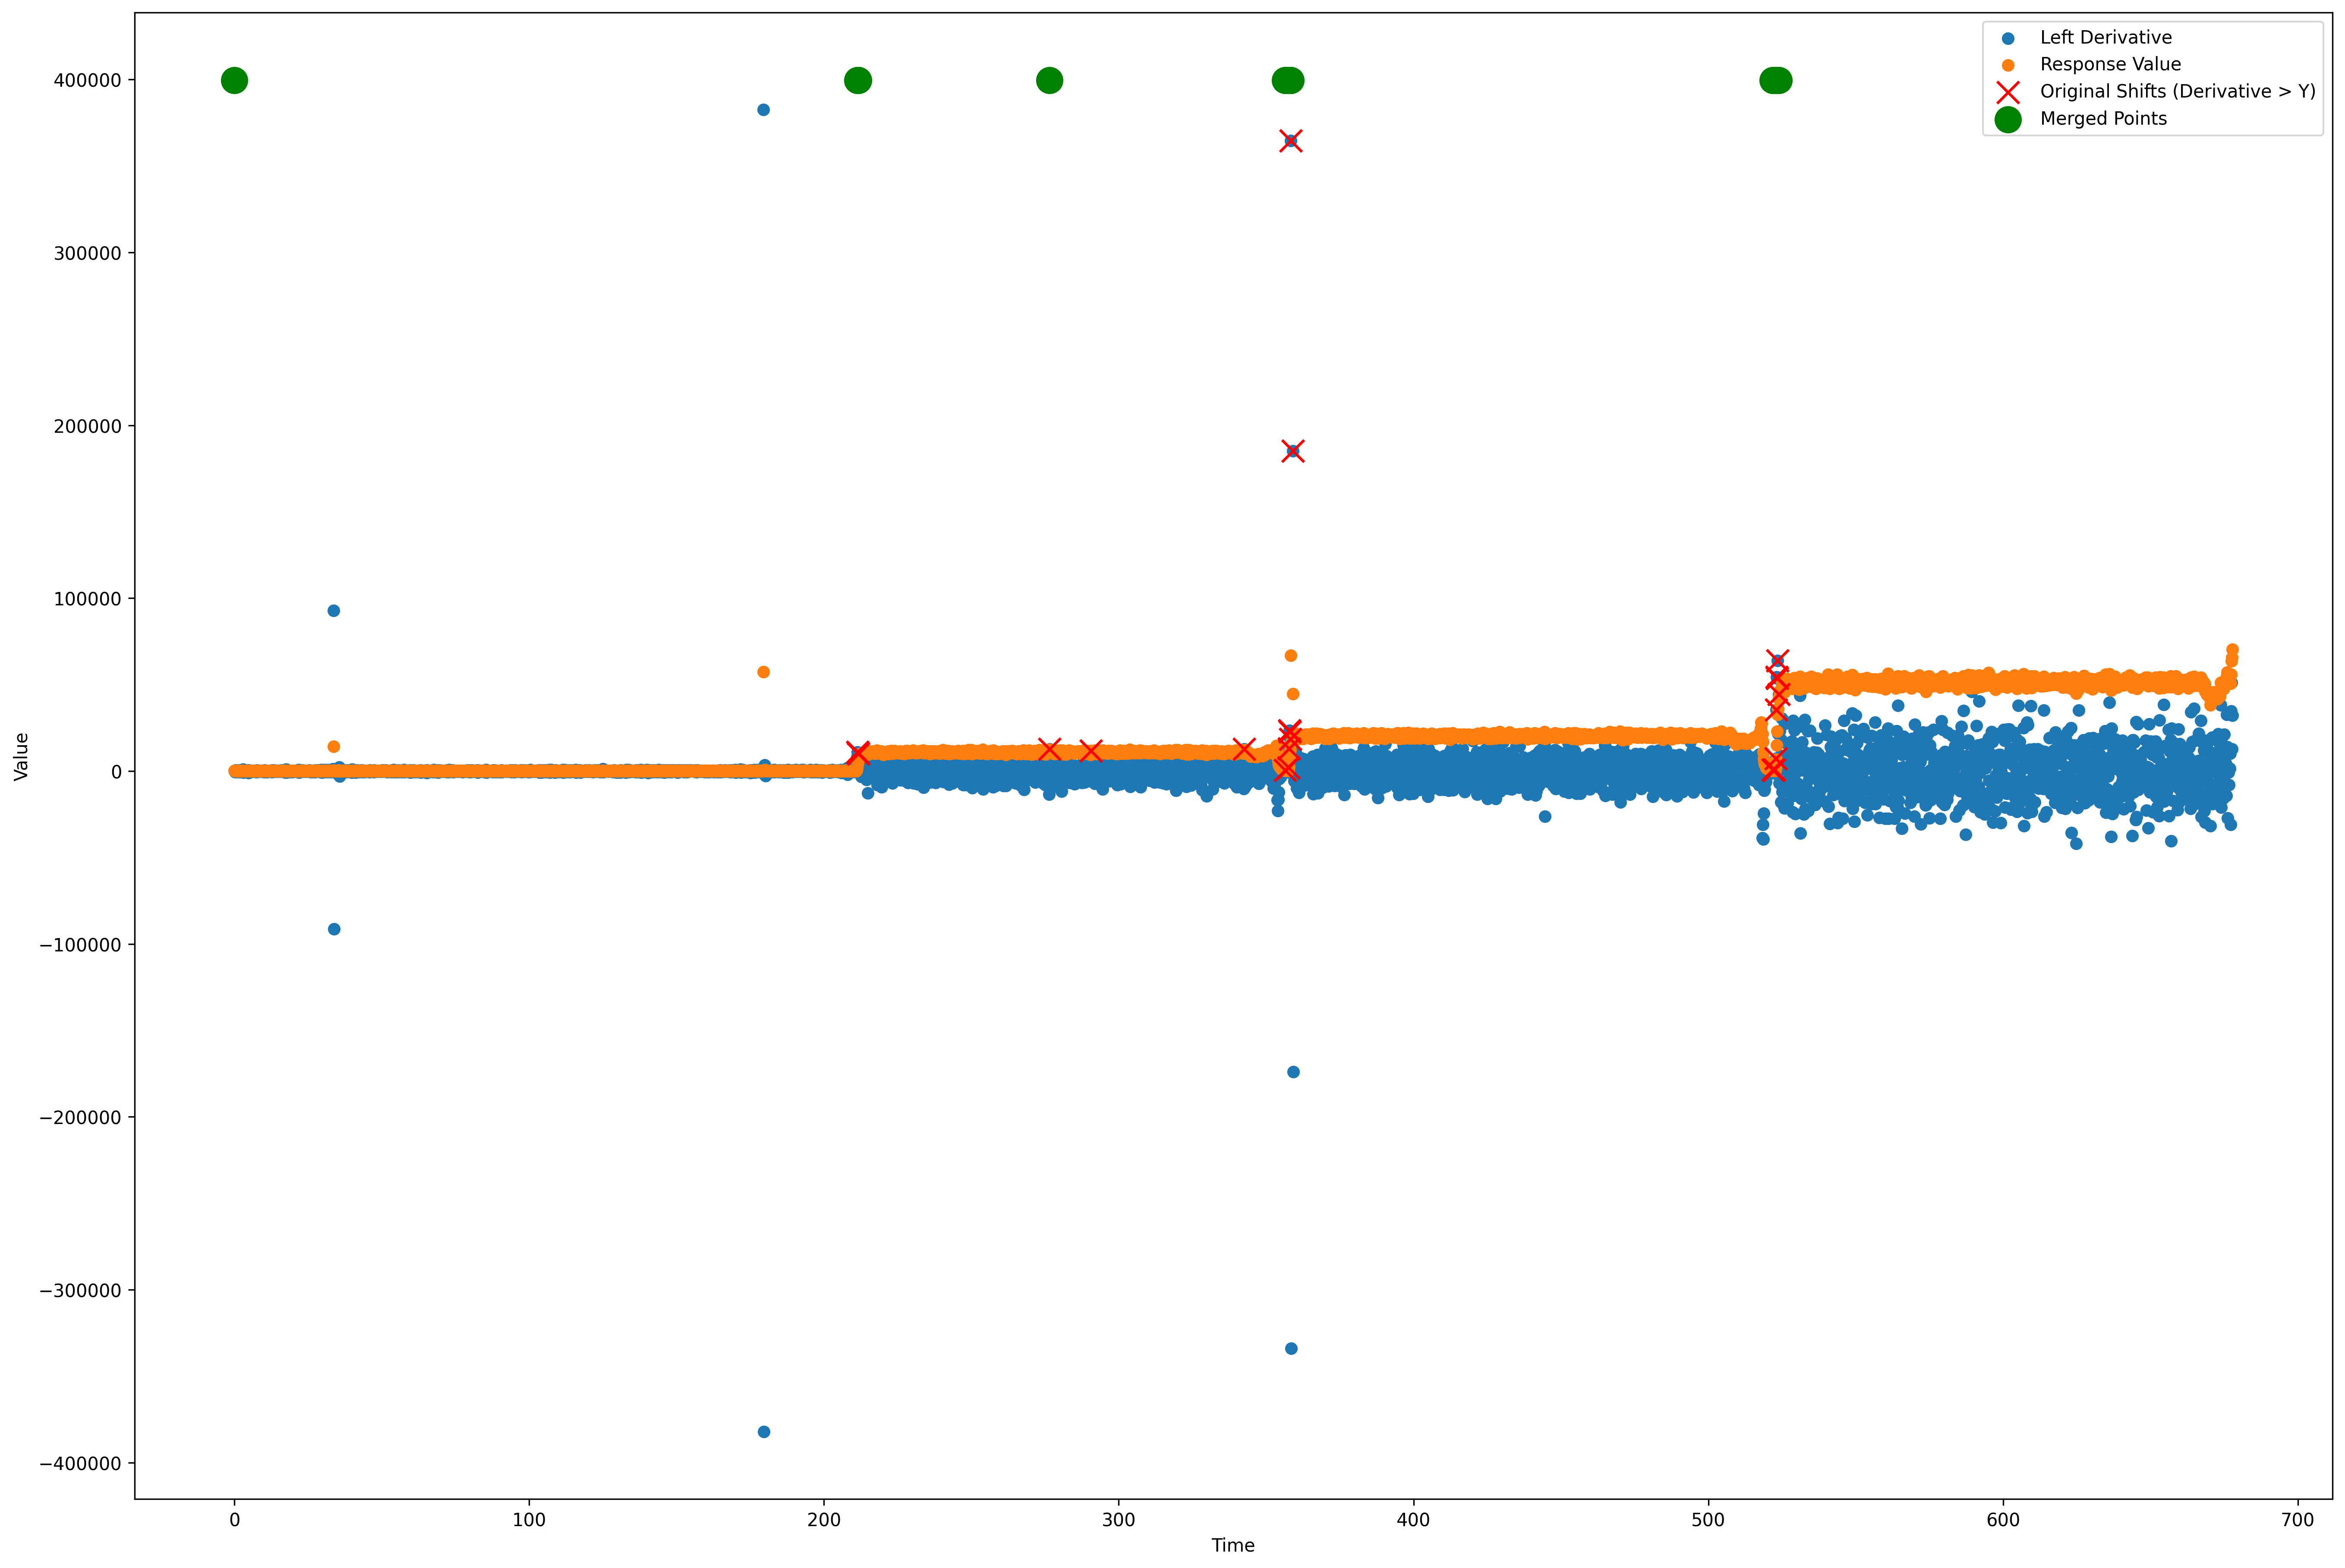 Left Derivative
Response Value
Original Shifts (Derivative > Y)
Merged Points
400000
300000
200000
100000
0
−100000
−200000
−300000
−400000
Value
0
100
200
300
400
500
600
700
Time